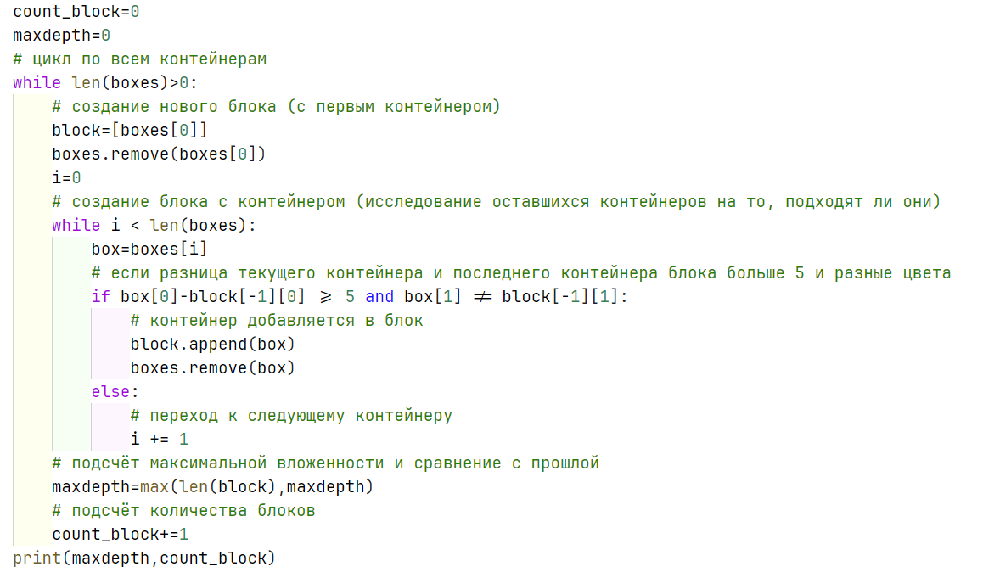 count_block=0
maxdepth=0
# цикл по всем контейнерам
while len(boxes)>0:
    # создание нового блока (с первым контейнером)
    block=[boxes[0]]
    boxes.remove(boxes[0])
    i=0
    # создание блока с контейнером (исследование оставшихся контейнеров на то, подходят ли они)
    while i < len(boxes):
        box=boxes[i]
        # если разница текущего контейнера и последнего контейнера блока больше 5 и разные цвета
        if box[0]-block[-1][0] ⩾ 5 and box[1] ≠ block[-1][1]:
            # контейнер добавляется в блок
            block.append(box)
            boxes.remove(box)
        else:
            # переход к следующему контейнеру
            i += 1
    # подсчёт максимальной вложенности и сравнение с прошлой
    maxdepth=max(len(block),maxdepth)
    # подсчёт количества блоков
    count_block+=1
print(maxdepth,count_block)